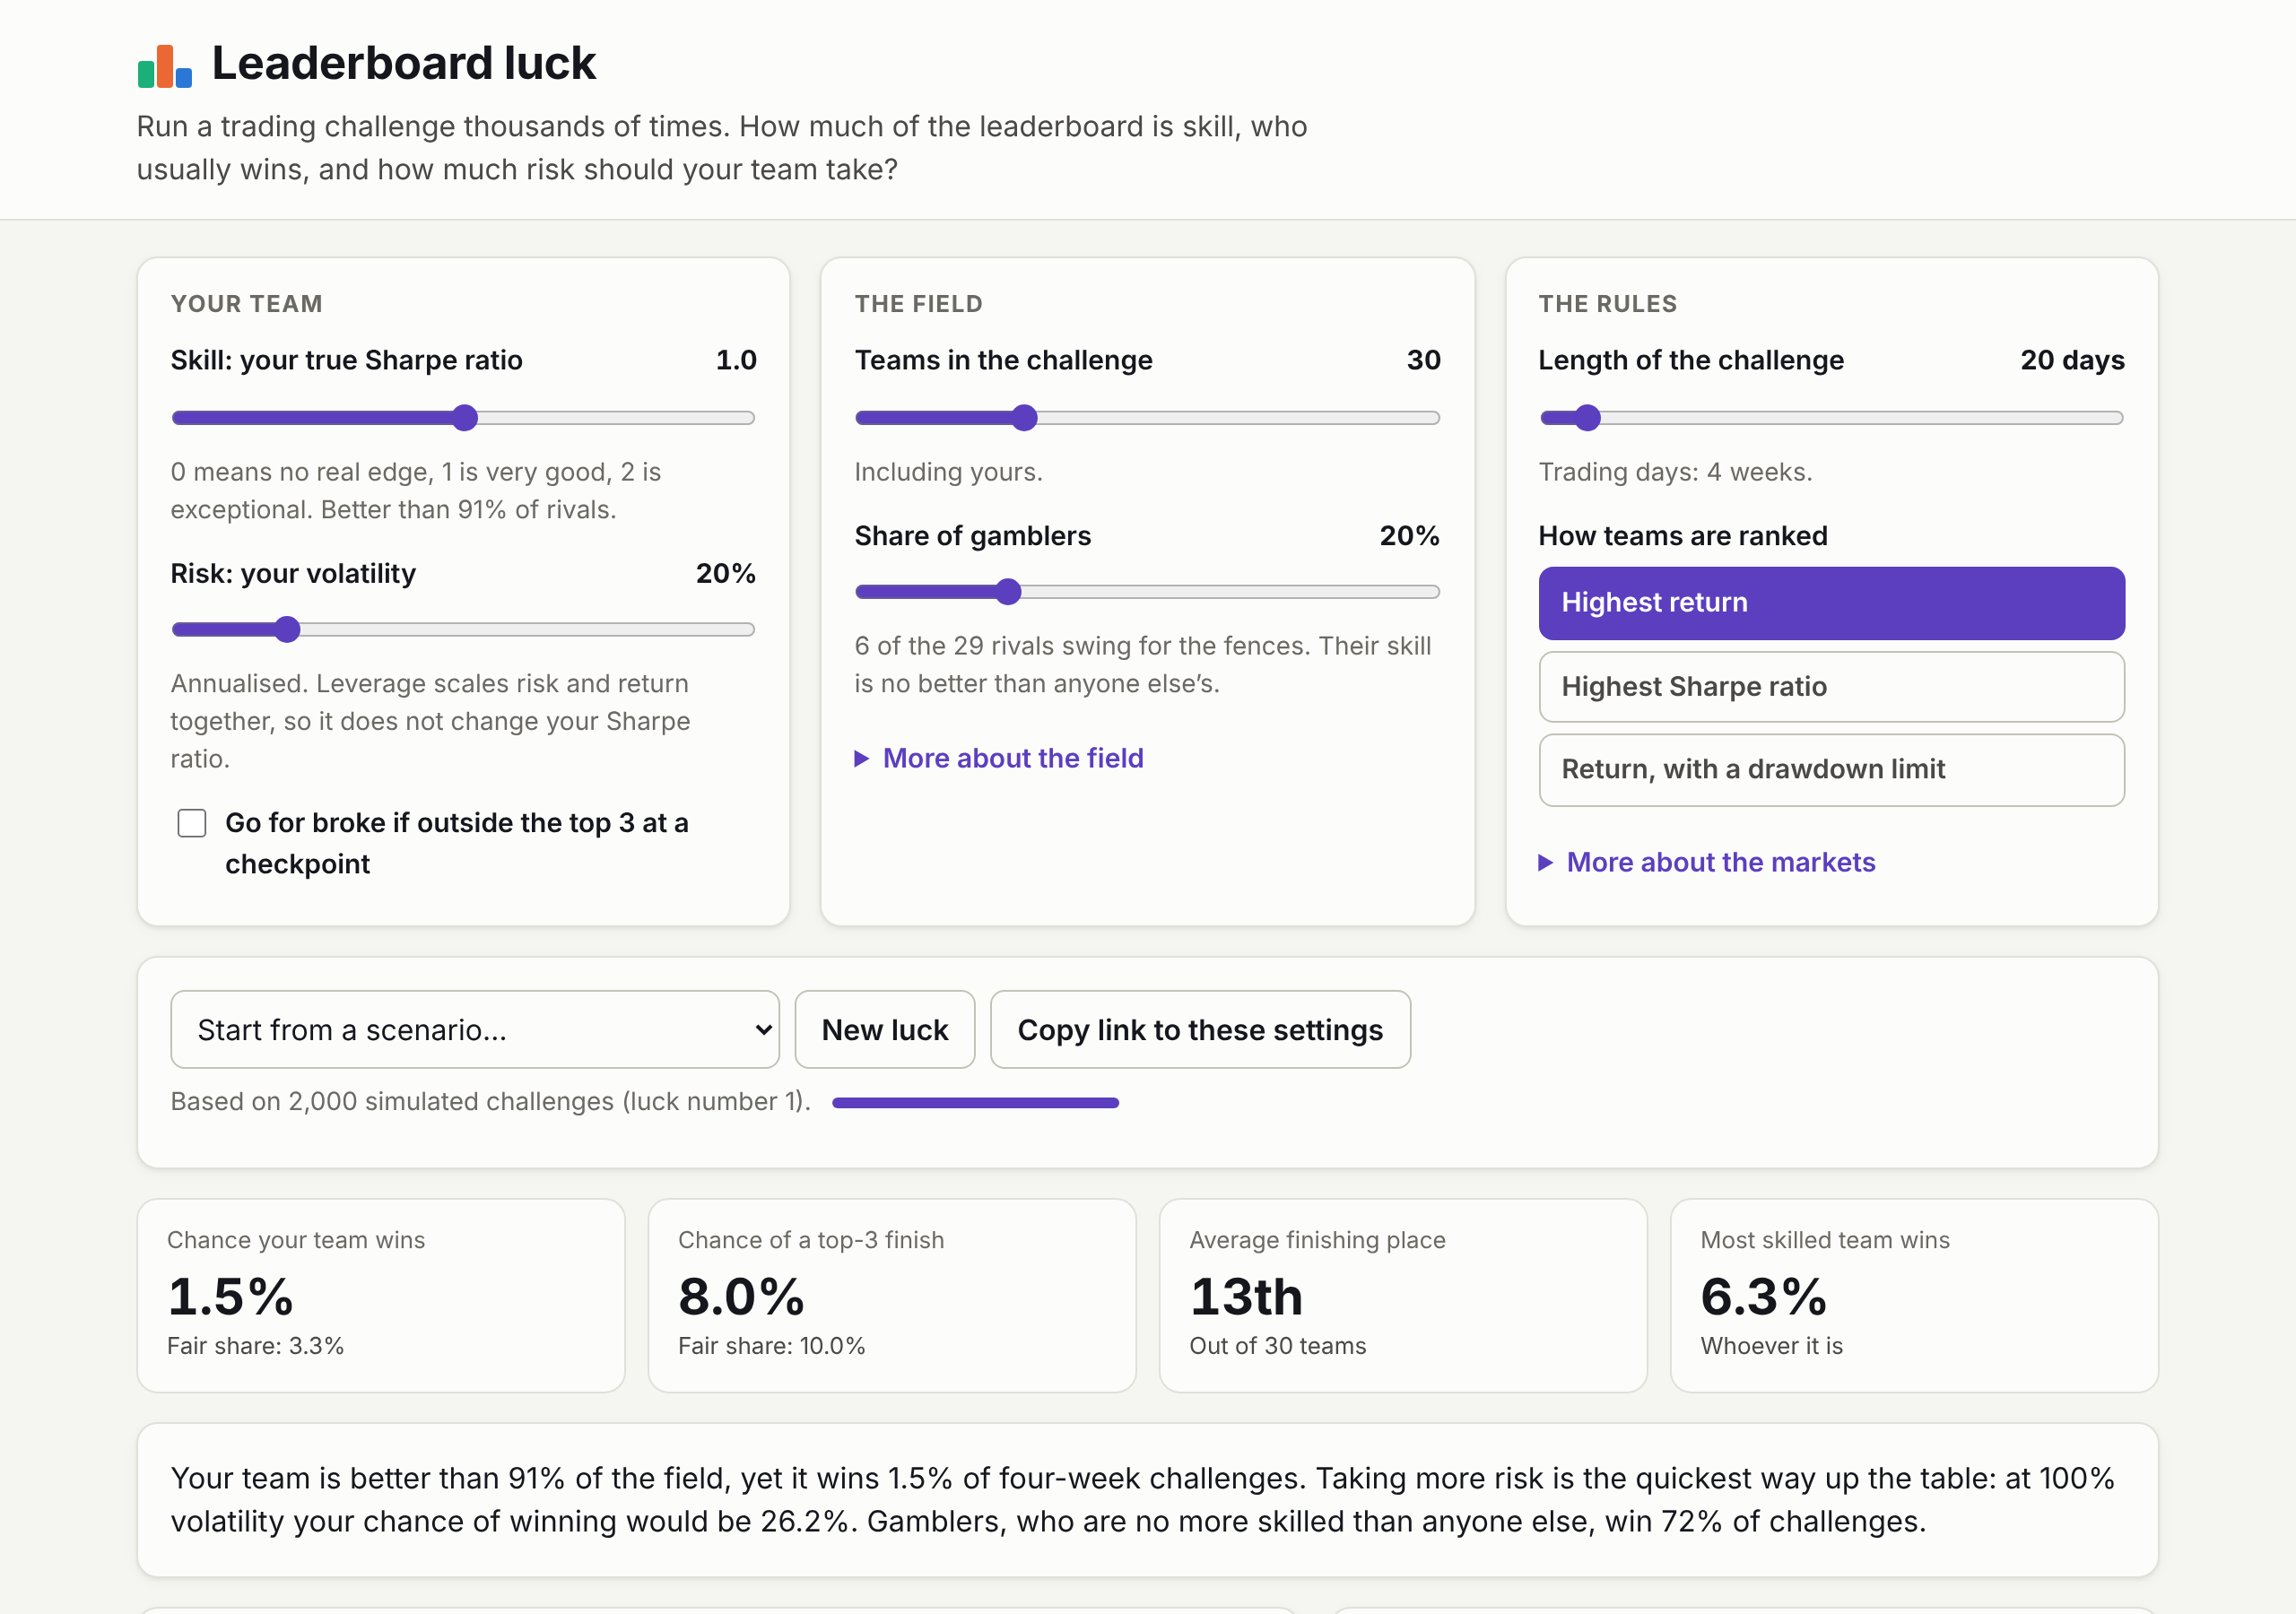 Leaderboard luck
Run a trading challenge thousands of times. How much of the leaderboard is skill, who
usually wins, and how much risk should your team take?
YOUR TEAM
Skill: your true Sharpe ratio 1.0
0 means no real edge, 1 is very good, 2 is
exceptional. Better than 91% of rivals.
Risk: your volatility 20%
Annualised. Leverage scales risk and return
together, so it does not change your Sharpe
ratio.
Go for broke if outside the top 3 at a
checkpoint
THE FIELD
Teams in the challenge 30
Including yours.
Share of gamblers 20%
6 of the 29 rivals swing for the fences. Their skill
is no better than anyone else’s.
More about the field
THE RULES
Length of the challenge 20 days
Trading days: 4 weeks.
How teams are ranked
Highest return
Highest Sharpe ratio
Return, with a drawdown limit
More about the markets
Start from a scenario...
New luck
Copy link to these settings
Based on 2,000 simulated challenges (luck number 1).
Chance your team wins
1.5%
Fair share: 3.3%
Chance of a top-3 finish
8.0%
Fair share: 10.0%
Average finishing place
13th
Out of 30 teams
Most skilled team wins
6.3%
Whoever it is
Your team is better than 91% of the field, yet it wins 1.5% of four-week challenges. Taking more risk is the quickest way up the table: at 100%
volatility your chance of winning would be 26.2%. Gamblers, who are no more skilled than anyone else, win 72% of challenges.